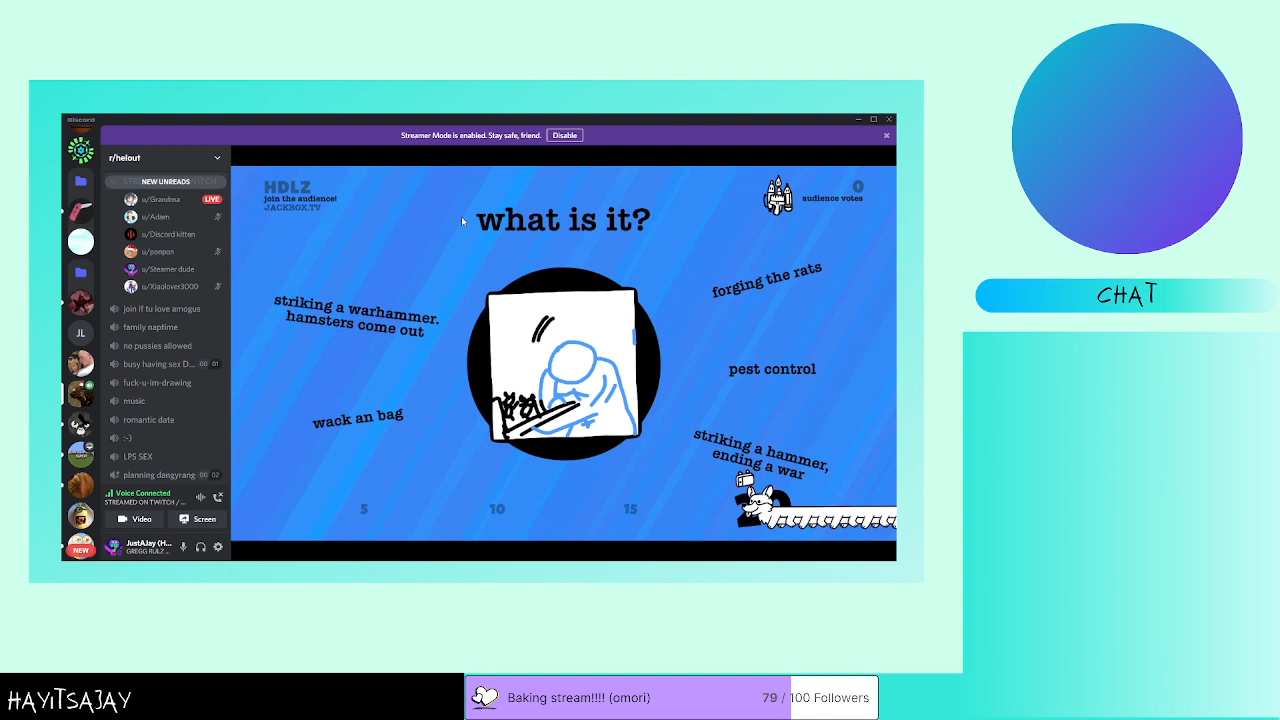 Discord
Streamer Mode is enabled. Stay safe, friend.
Disable
r/helout
NEW UNREADS
u/Grandma
LIVE
u/Adam
u/Discord kitten
u/ponpon
u/Steamer dude
u/Xiaolover3000
join If tu love amogus
family naptime
no pussies allowed
busy having sex D...
00 01
fuck-u-im-drawing
music
romantic date
:-)
LPS SEX
planning dangyrang
00 02
Voice Connected
STREAMED ON TWITCH / ...
Video
Screen
JustAJay (H...
GREGG RULZ ...
JL
NEW
HDLZ
join the audience!
JACKBOX.TV
0
audience votes
what is it?
striking a warhammer.
hamsters come out
forging the rats
pest control
wack an bag
striking a hammer,
ending a war
5
10
15
CHAT
HAYiTSAJAY
Baking stream!!!! (omori)
79 / 100 Followers